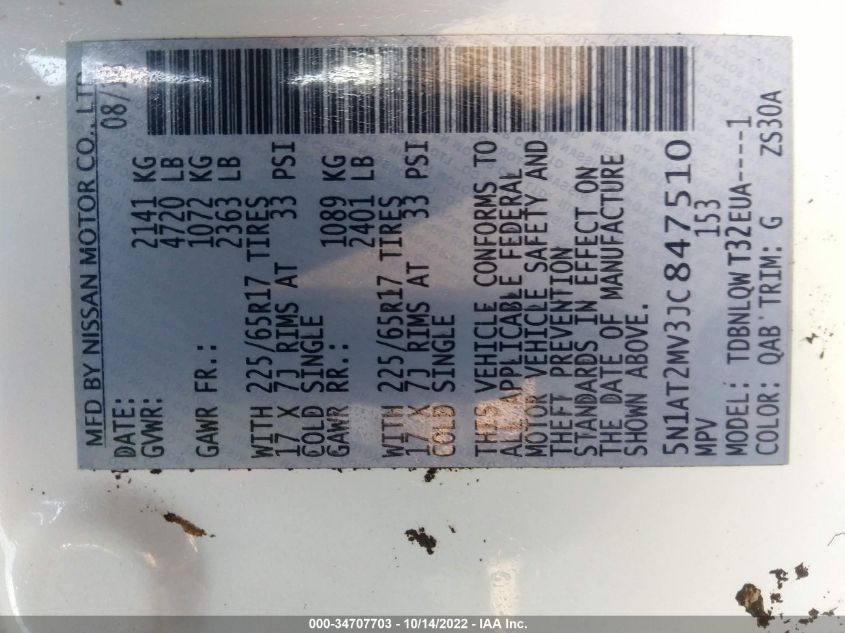 MFD BY NISSAN MOTOR CO., LTD
DATE: 08/
GVWR: 2141 KG
4720 LB
GAWR FR.: 1072 KG
2363 LB
WITH 225/65R17 TIRES
17 X 7J RIMS AT 33 PSI
COLD SINGLE
GAWR RR.: 1089 KG
2401 LB
WITH 225/65R17 TIRES
17 X 7J RIMS AT 33 PSI
COLD SINGLE
THIS VEHICLE CONFORMS TO
ALL APPLICABLE FEDERAL
MOTOR VEHICLE SAFETY AND
THEFT PREVENTION
STANDARDS IN EFFECT ON
THE DATE OF MANUFACTURE
SHOWN ABOVE.
5N1AT2MV3JC847510
MPV 153
MODEL: TDBNLQW T32EUA----1
COLOR: QAB TRIM: G ZS30A
000-34707703 - 10/14/2022 - IAA Inc.